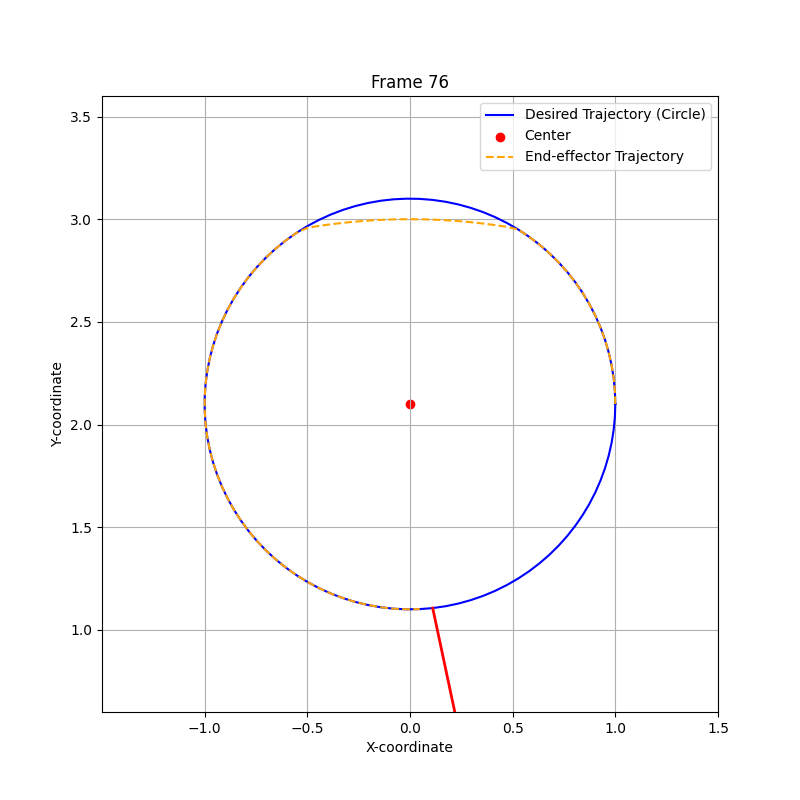 Frame 76
Desired Trajectory (Circle)
Center
End-effector Trajectory
3.5
3.0
2.5
2.0
1.5
1.0
Y-coordinate
−1.0 −0.5 0.0 0.5 1.0 1.5
X-coordinate